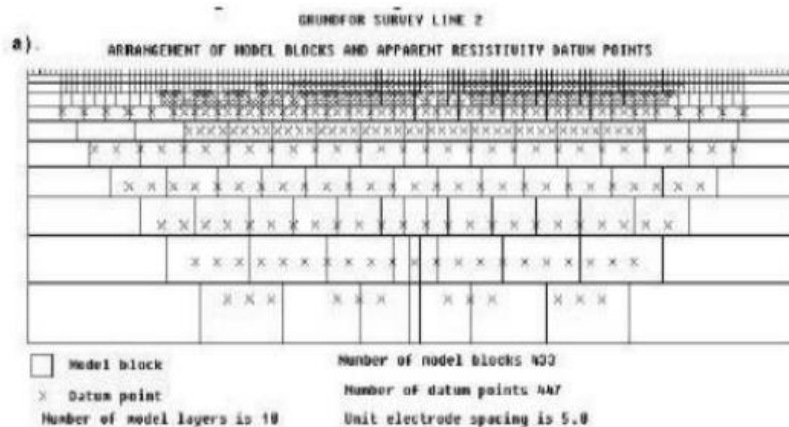 GRUNDFOR SURVEY LINE 2
a).
ARRANGEMENT OF MODEL BLOCKS AND APPARENT RESISTIVITY DATUM POINTS
Model block
Number of model blocks 433
Datum point
Number of datum points 447
Number of model layers is 10
Unit electrode spacing is 5.0